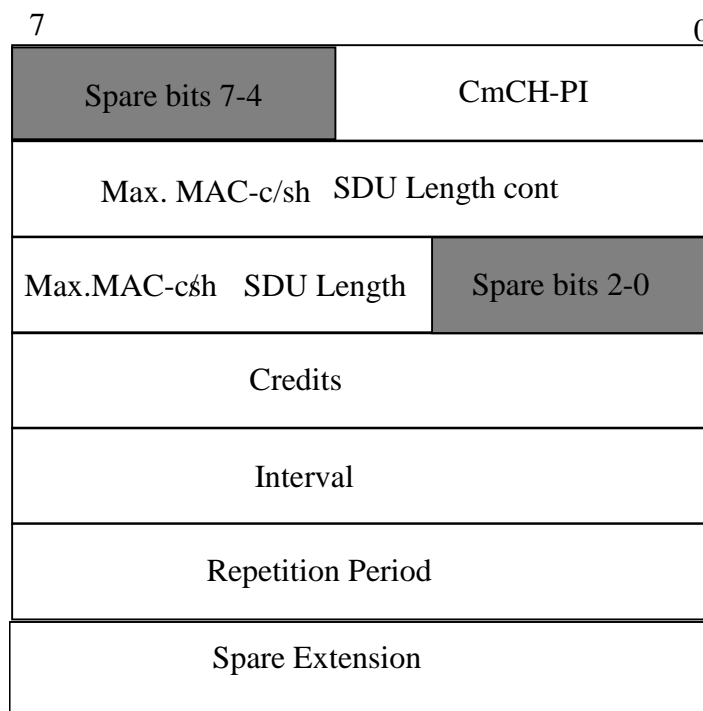 7 0
Spare bits 7-4 CmCH-PI
Max. MAC-c/sh SDU Length cont
Max.MAC-c/sh SDU Length Spare bits 2-0
Credits
Interval
Repetition Period
Spare Extension